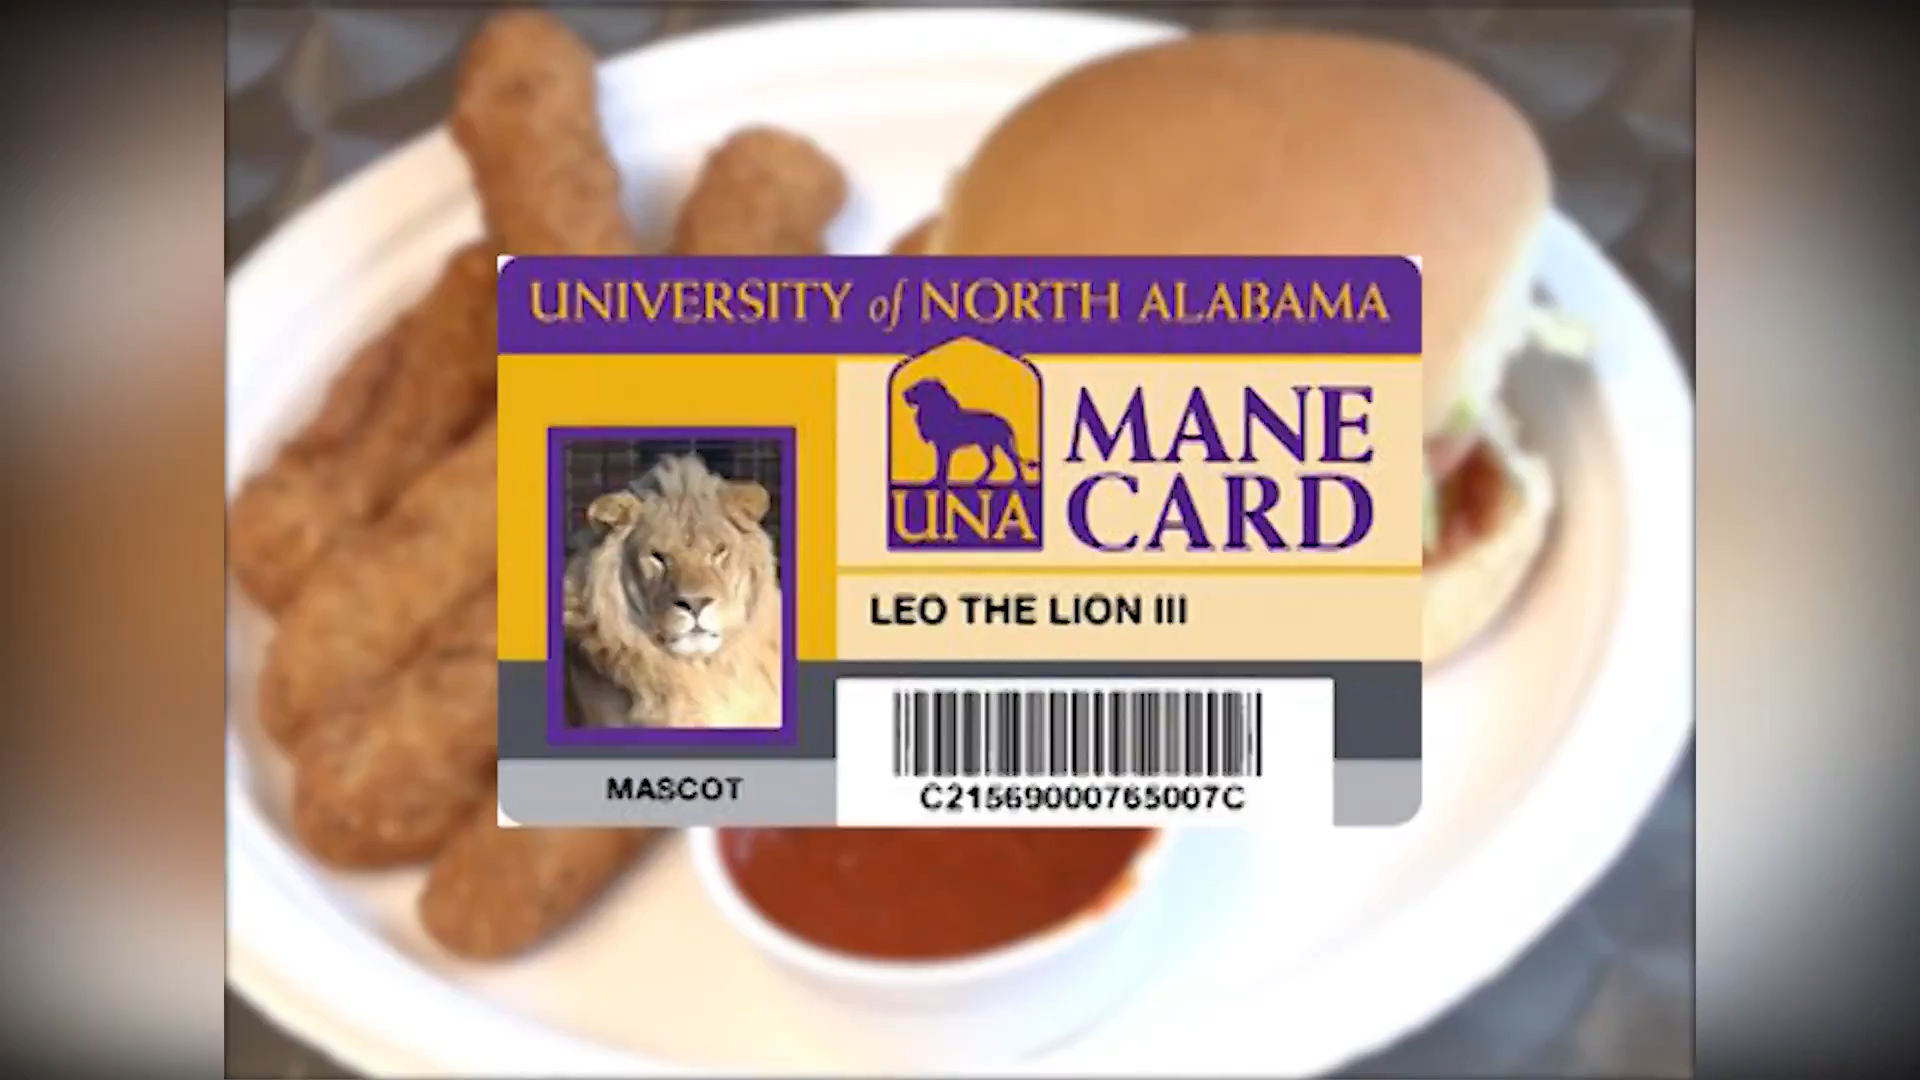 UNIVERSITY of NORTH ALABAMA
UNA
MANE
CARD
LEO THE LION III
MASCOT
C21569000765007C